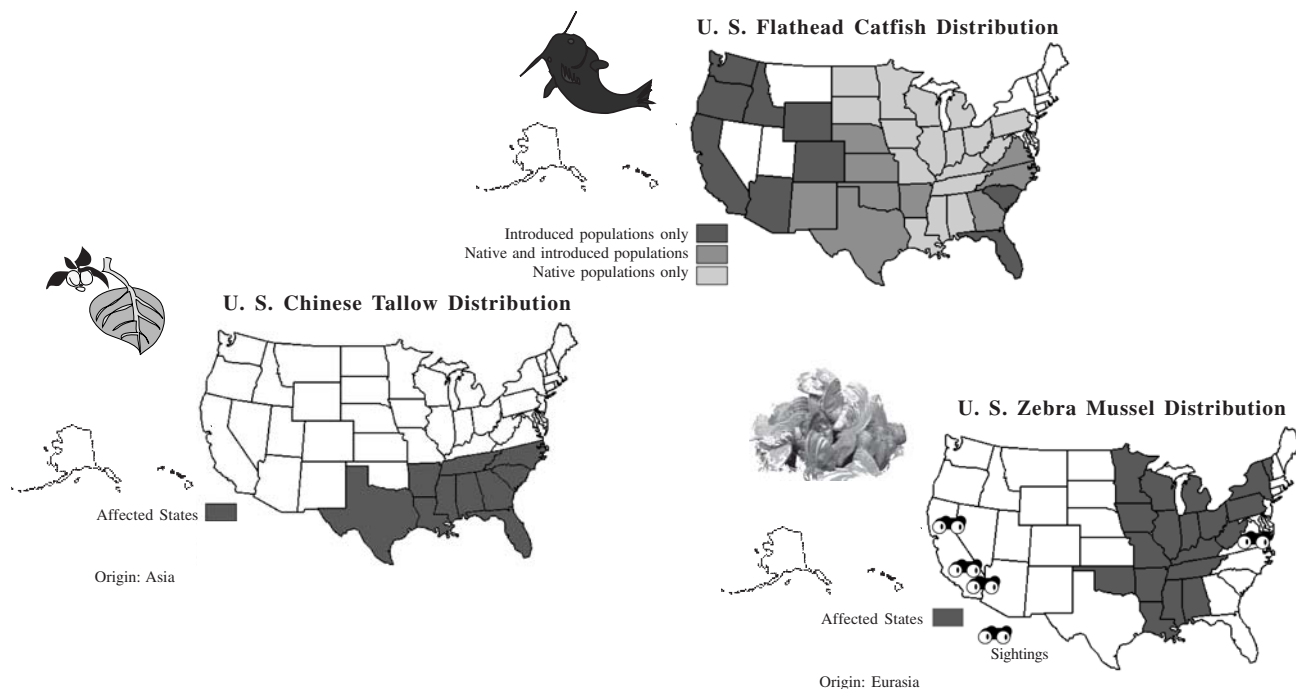 U. S. Flathead Catfish Distribution
Introduced populations only
Native and introduced populations
Native populations only
U. S. Chinese Tallow Distribution
Affected States
Origin: Asia
U. S. Zebra Mussel Distribution
Affected States
Sightings
Origin: Eurasia